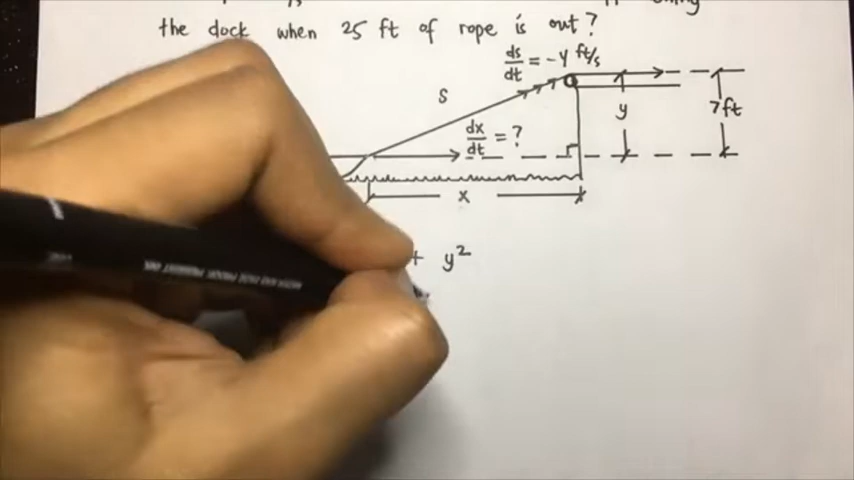 the dock when 25 ft of rope is out?
ds/dt = -4 ft/s
S
y
7ft
dx/dt = ?
x
+ y²